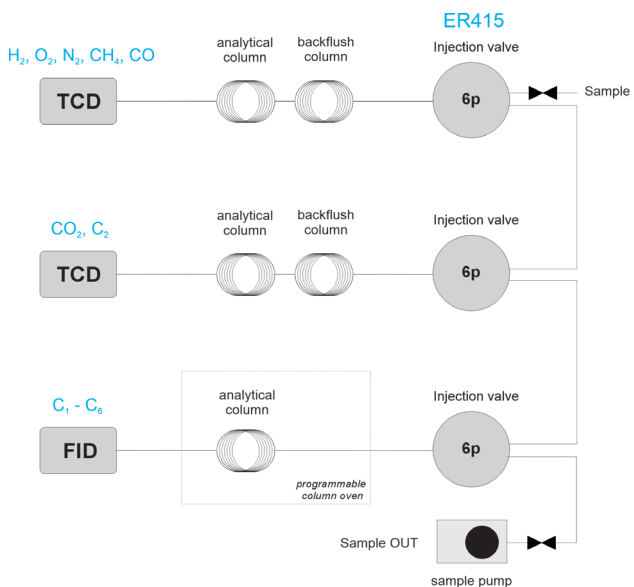 ER415
H₂, O₂, N₂, CH₄, CO
analytical
column
backflush
column
Injection valve
TCD
6p
Sample
CO₂, C₂
analytical
column
backflush
column
Injection valve
TCD
6p
C₁ - C₆
analytical
column
Injection valve
FID
6p
programmable
column oven
Sample OUT
sample pump